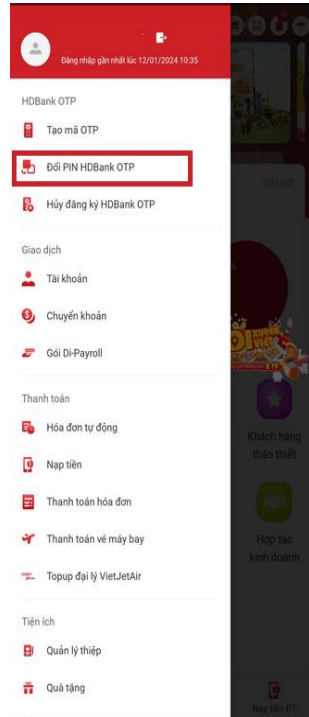 Đăng nhập gần nhất lúc 12/01/2024 10:35
HDBank OTP
Tạo mã OTP
Đổi PIN HDBank OTP
Hủy đăng ký HDBank OTP
Giao dịch
Tài khoản
Chuyển khoản
Gói Di-Payroll
Thanh toán
Hóa đơn tự động
Nạp tiền
Thanh toán hóa đơn
Thanh toán vé máy bay
Topup đại lý VietJetAir
Tiện ích
Quản lý thiệp
Quà tặng
Chi tiết
Khách hàng
thân thiết
Hợp tác
kinh doanh
Nạp tiền ĐT